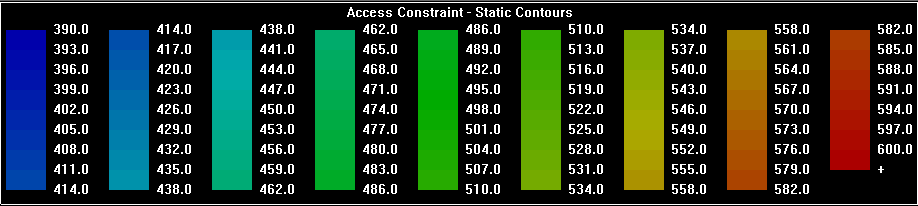 Access Constraint - Static Contours
390.0 414.0 438.0 462.0 486.0 510.0 534.0 558.0 582.0
393.0 417.0 441.0 465.0 489.0 513.0 537.0 561.0 585.0
396.0 420.0 444.0 468.0 492.0 516.0 540.0 564.0 588.0
399.0 423.0 447.0 471.0 495.0 519.0 543.0 567.0 591.0
402.0 426.0 450.0 474.0 498.0 522.0 546.0 570.0 594.0
405.0 429.0 453.0 477.0 501.0 525.0 549.0 573.0 597.0
408.0 432.0 456.0 480.0 504.0 528.0 552.0 576.0 600.0
411.0 435.0 459.0 483.0 507.0 531.0 555.0 579.0 +
414.0 438.0 462.0 486.0 510.0 534.0 558.0 582.0